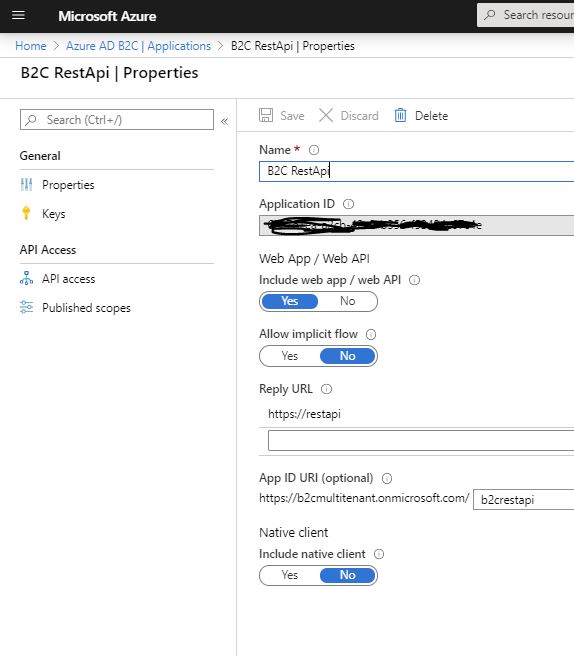 Microsoft Azure
Search resour
Home > Azure AD B2C | Applications > B2C RestApi | Properties
B2C RestApi | Properties
Search (Ctrl+/)
«
General
Properties
Keys
API Access
API access
Published scopes
Save Discard Delete
Name *
B2C RestApi
Application ID
Web App / Web API
Include web app / web API
Yes No
Allow implicit flow
Yes No
Reply URL
https://restapi
App ID URI (optional)
https://b2cmultitenant.onmicrosoft.com/ b2crestapi
Native client
Include native client
Yes No